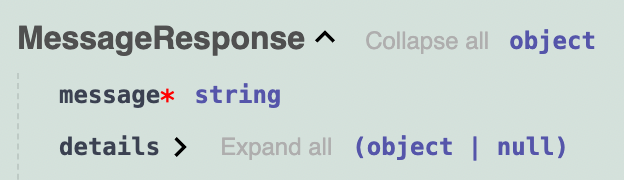 MessageResponse Collapse all object
message* string
details Expand all (object | null)